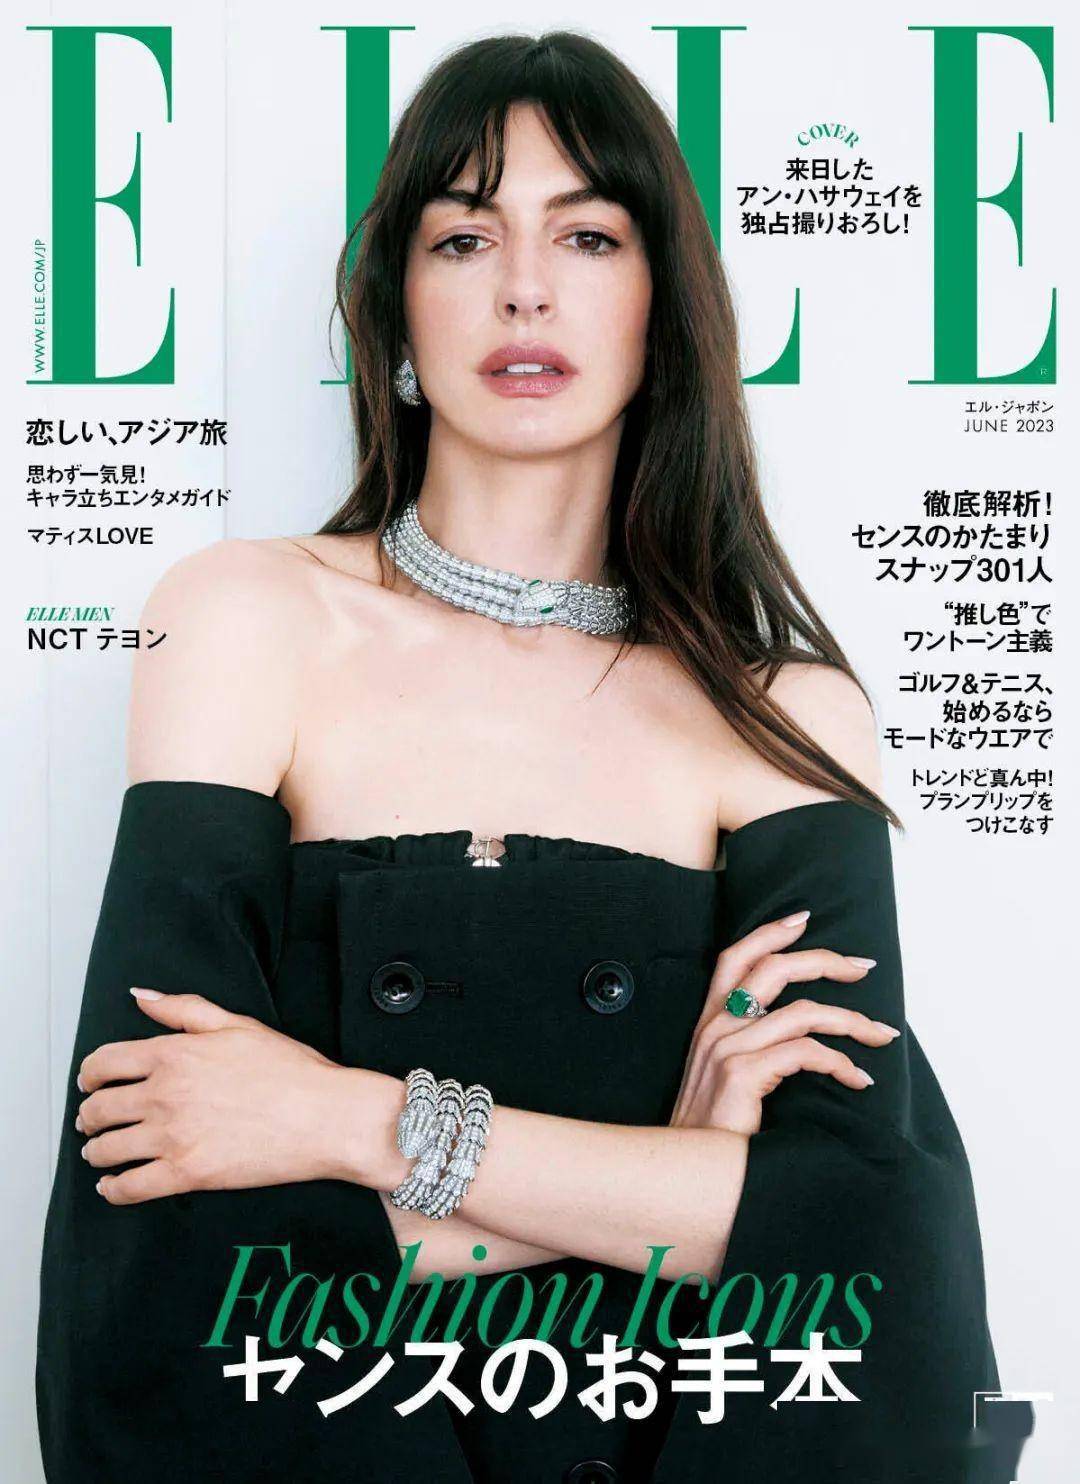 ELLE
WWW.ELLE.COM/JP
COVER
来日した
アン・ハサウェイを
独占撮りおろし!
エル・ジャポン
JUNE 2023
恋しい、アジア旅
思わず一気見!
キャラ立ちエンタメガイド
マティスLOVE
ELLE MEN
NCT テヨン
徹底解析!
センスのかたまり
スナップ301人
“推し色”で
ワントーン主義
ゴルフ&テニス、
始めるなら
モードなウエアで
トレンドど真ん中!
プランプリップを
つけこなす
Fashion Icons
センスのお手本